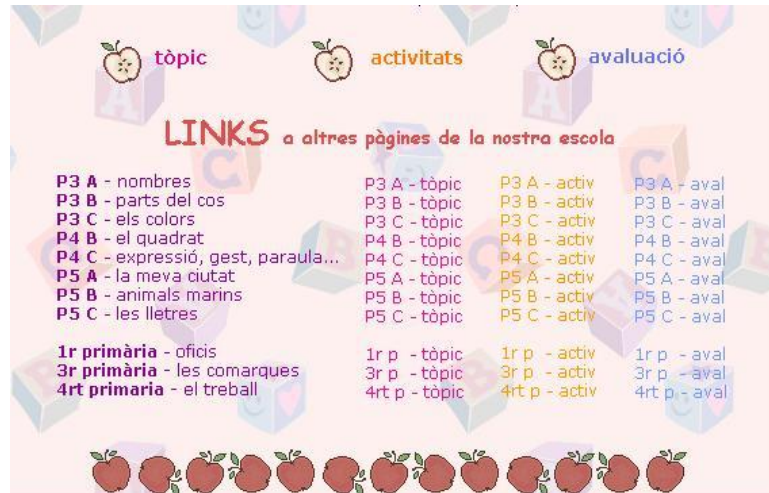 tòpic activitats avaluació
LINKS a altres pàgines de la nostra escola
P3 A - nombres P3 A - tòpic P3 A - activ P3 A - aval
P3 B - parts del cos P3 B - tòpic P3 B - activ P3 B - aval
P3 C - els colors P3 C - tòpic P3 C - activ P3 C - aval
P4 B - el quadrat P4 B - tòpic P4 B - activ P4 B - aval
P4 C - expressió, gest, paraula... P4 C - tòpic P4 C - activ P4 C - aval
P5 A - la meva ciutat P5 A - tòpic P5 A - activ P5 A - aval
P5 B - animals marins P5 B - tòpic P5 B - activ P5 B - aval
P5 C - les lletres P5 C - tòpic P5 C - activ P5 C - aval
1r primària - oficis 1r p - tòpic 1r p - activ 1r p - aval
3r primària - les comarques 3r p - tòpic 3r p - activ 3r p - aval
4rt primaria - el treball 4rt p - tòpic 4rt p - activ 4rt p - aval